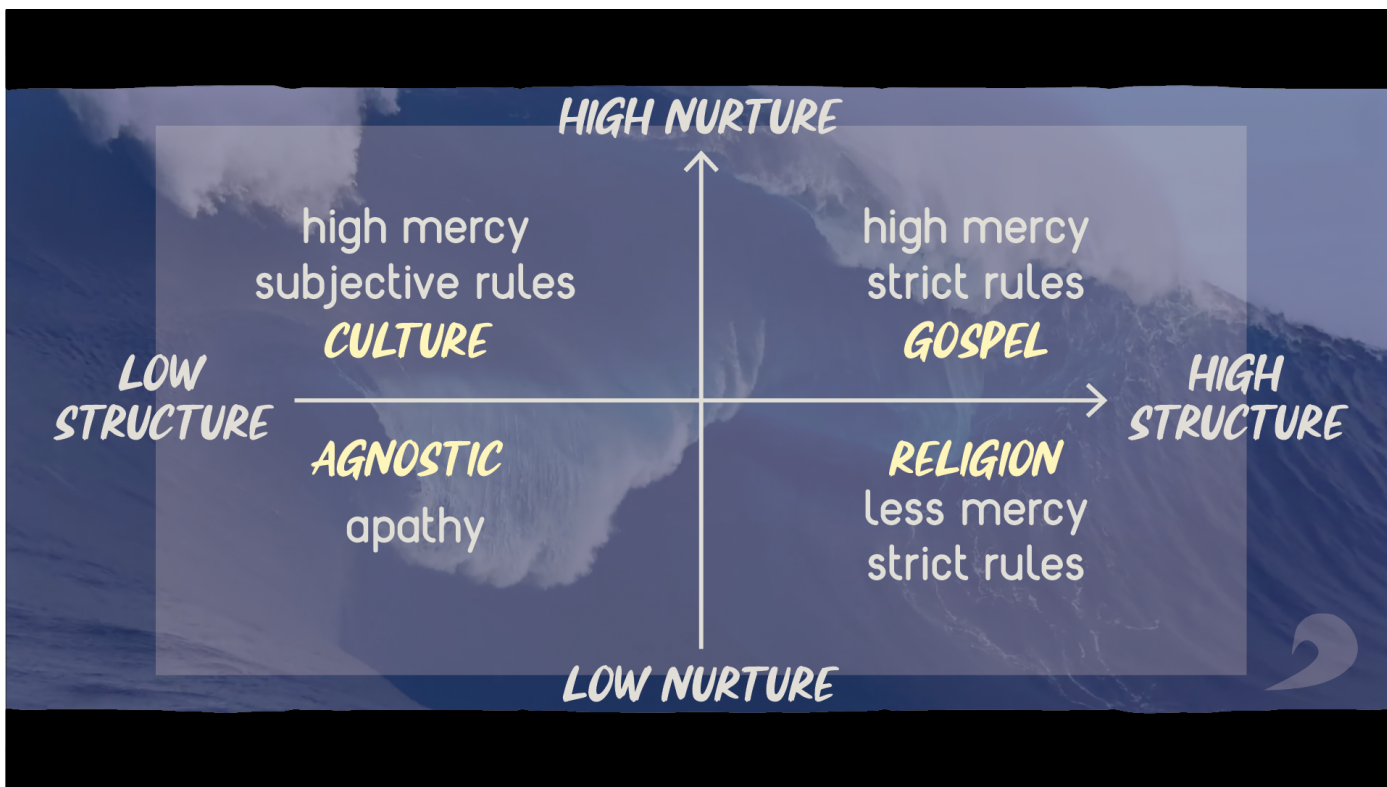 HIGH NURTURE
high mercy
subjective rules
CULTURE
high mercy
strict rules
GOSPEL
LOW
STRUCTURE
HIGH
STRUCTURE
AGNOSTIC
apathy
RELIGION
less mercy
strict rules
LOW NURTURE